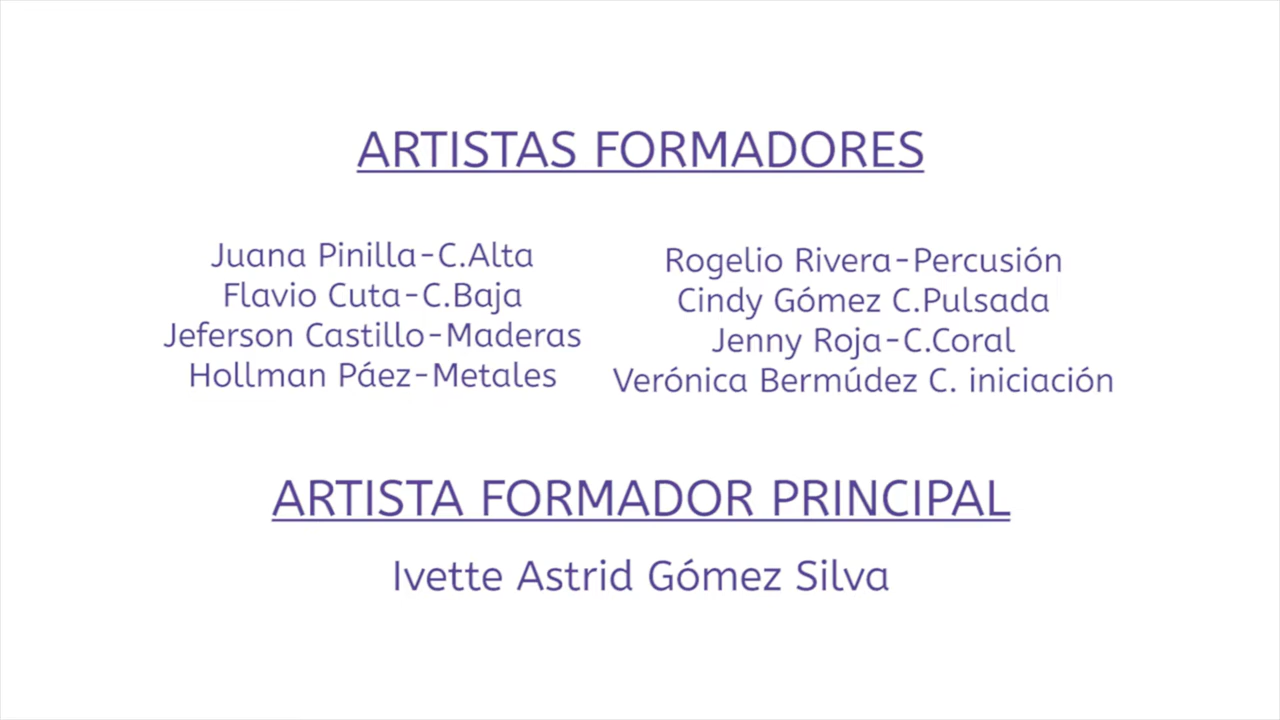 ARTISTAS FORMADORES
Juana Pinilla-C.Alta
Flavio Cuta-C.Baja
Jeferson Castillo-Maderas
Hollman Páez-Metales
Rogelio Rivera-Percusión
Cindy Gómez C.Pulsada
Jenny Roja-C.Coral
Verónica Bermúdez C. iniciación
ARTISTA FORMADOR PRINCIPAL
Ivette Astrid Gómez Silva